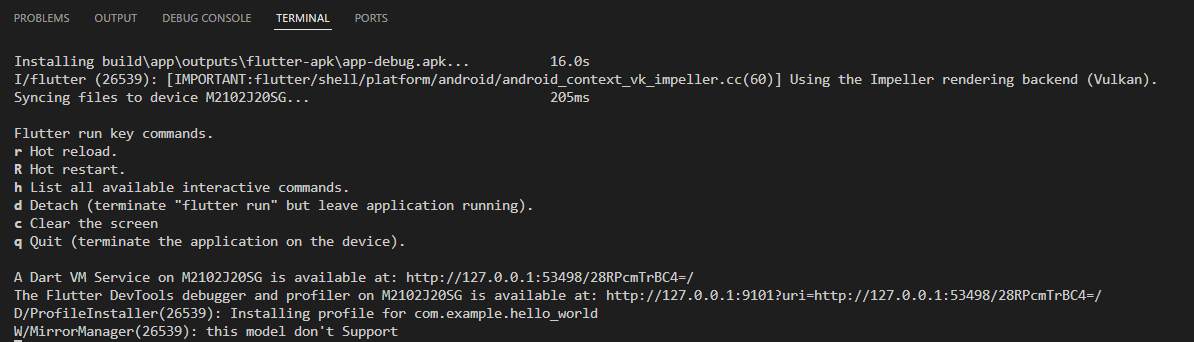 PROBLEMS OUTPUT DEBUG CONSOLE TERMINAL PORTS
Installing build\app\outputs\flutter-apk\app-debug.apk... 16.0s
I/flutter (26539): [IMPORTANT:flutter/shell/platform/android/android_context_vk_impeller.cc(60)] Using the Impeller rendering backend (Vulkan).
Syncing files to device M2102J20SG... 205ms
Flutter run key commands.
r Hot reload.
R Hot restart.
h List all available interactive commands.
d Detach (terminate "flutter run" but leave application running).
c Clear the screen
q Quit (terminate the application on the device).
A Dart VM Service on M2102J20SG is available at: http://127.0.0.1:53498/28RPcmTrBC4=/
The Flutter DevTools debugger and profiler on M2102J20SG is available at: http://127.0.0.1:9101?uri=http://127.0.0.1:53498/28RPcmTrBC4=/
D/ProfileInstaller(26539): Installing profile for com.example.hello_world
W/MirrorManager(26539): this model don't Support